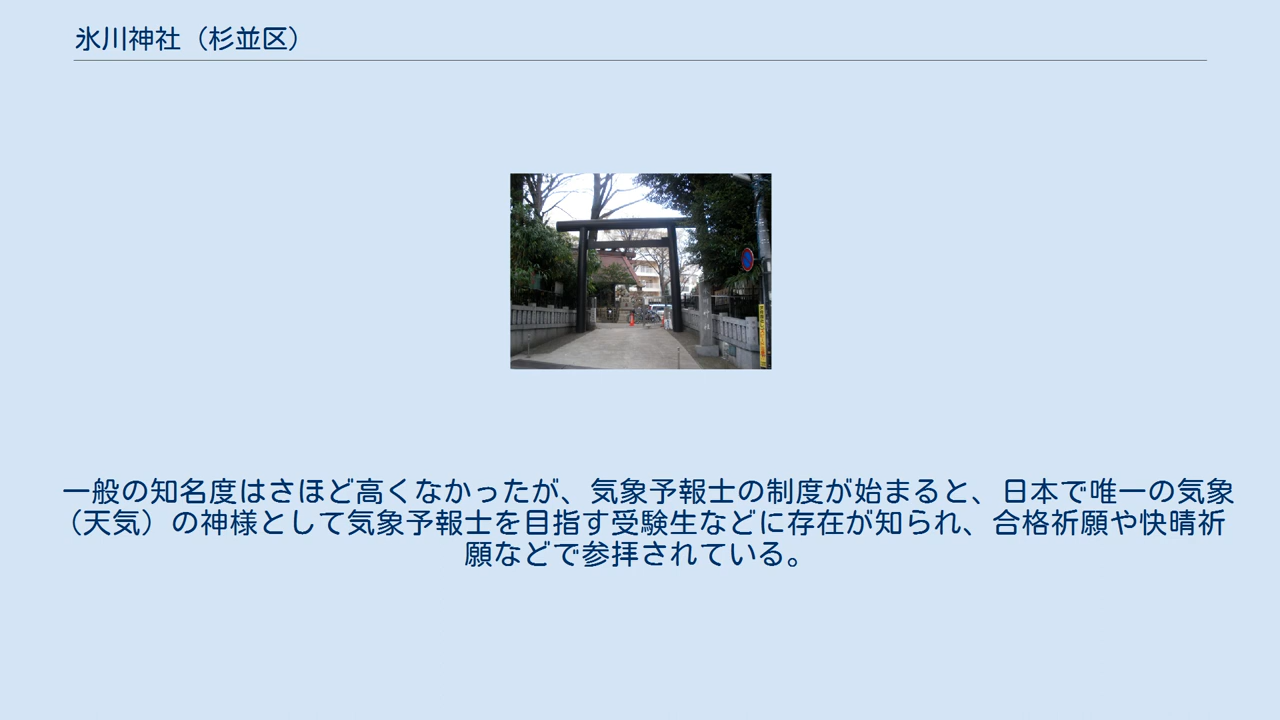 氷川神社（杉並区）
一般の知名度はさほど高くなかったが、気象予報士の制度が始まると、日本で唯一の気象
（天気）の神様として気象予報士を目指す受験生などに存在が知られ、合格祈願や快晴祈
願などで参拝されている。